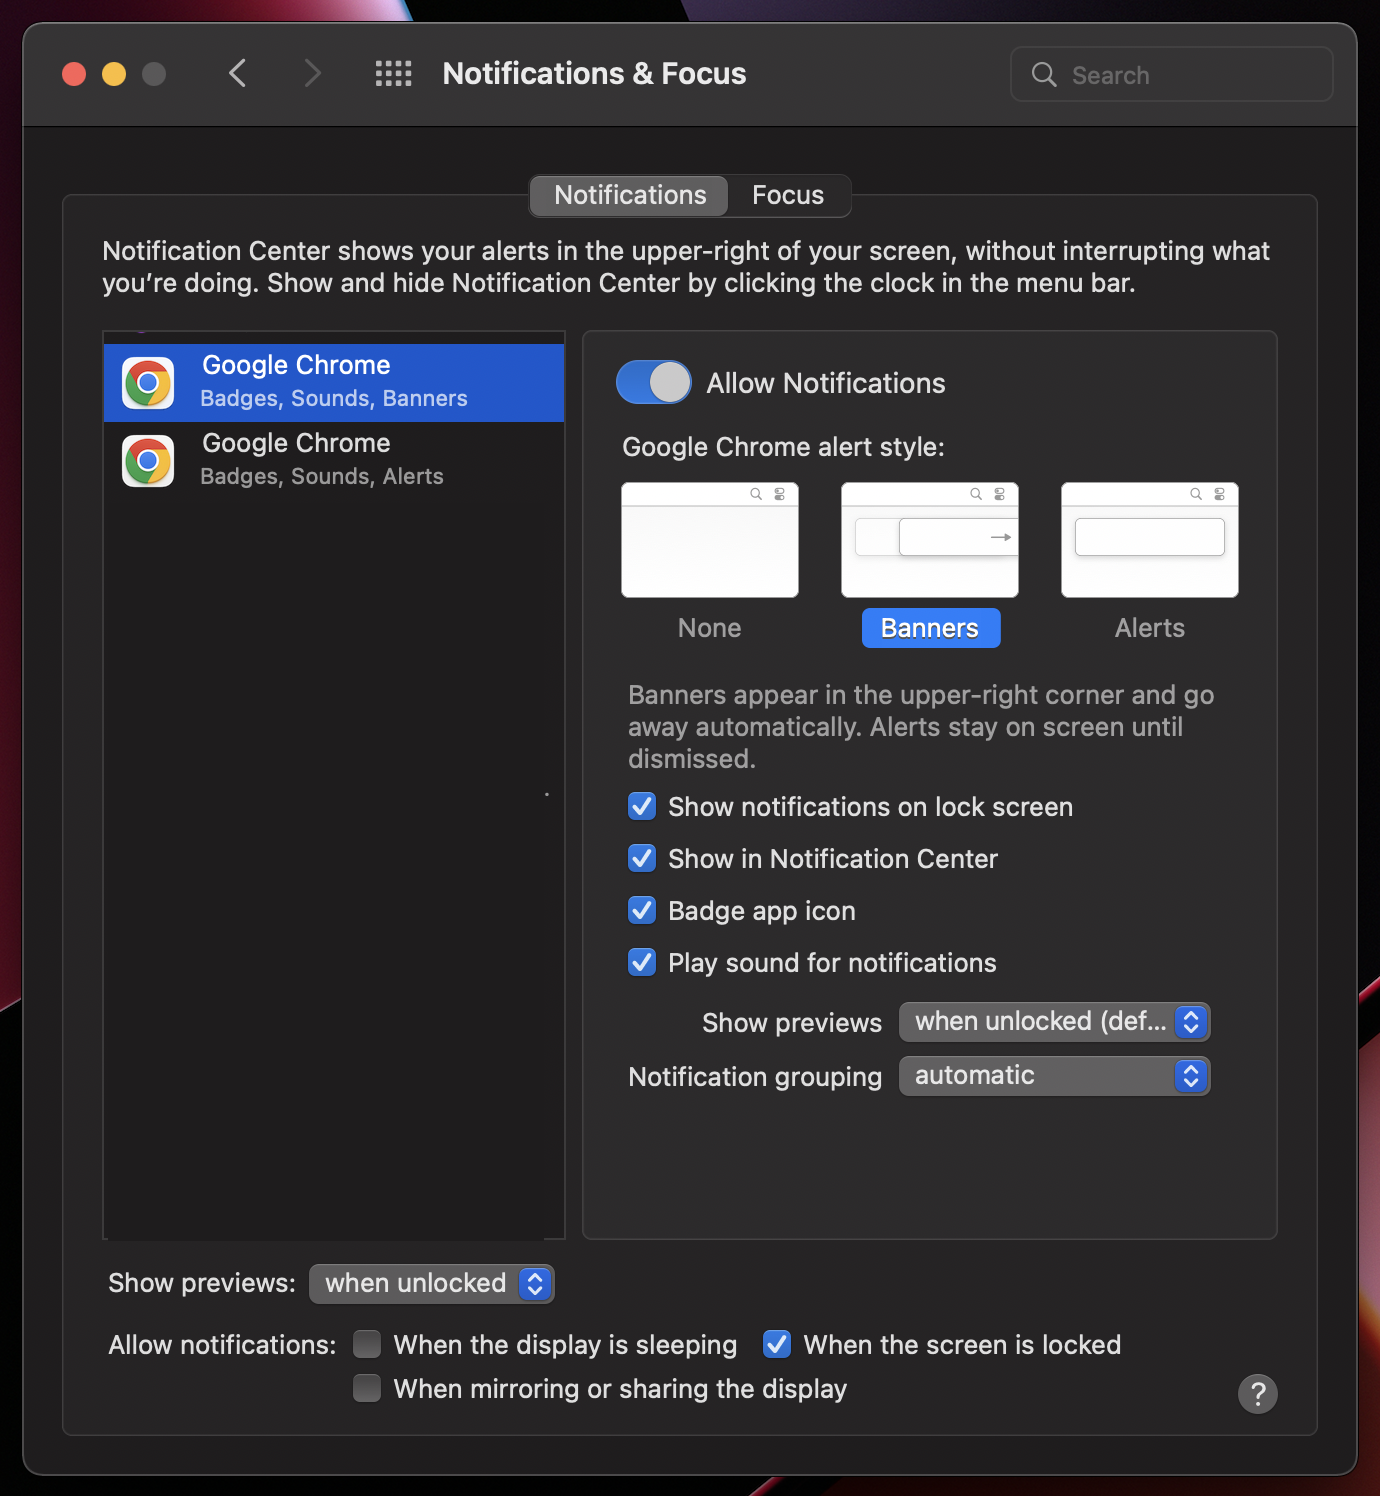 Notifications & Focus
Search
Notifications
Focus
Notification Center shows your alerts in the upper-right of your screen, without interrupting what
you're doing. Show and hide Notification Center by clicking the clock in the menu bar.
Google Chrome
Badges, Sounds, Banners
Google Chrome
Badges, Sounds, Alerts
Allow Notifications
Google Chrome alert style:
None
Banners
Alerts
Banners appear in the upper-right corner and go
away automatically. Alerts stay on screen until
dismissed.
Show notifications on lock screen
Show in Notification Center
Badge app icon
Play sound for notifications
Show previews
when unlocked (def...
Notification grouping
automatic
Show previews:
when unlocked
Allow notifications:
When the display is sleeping
When the screen is locked
When mirroring or sharing the display
?